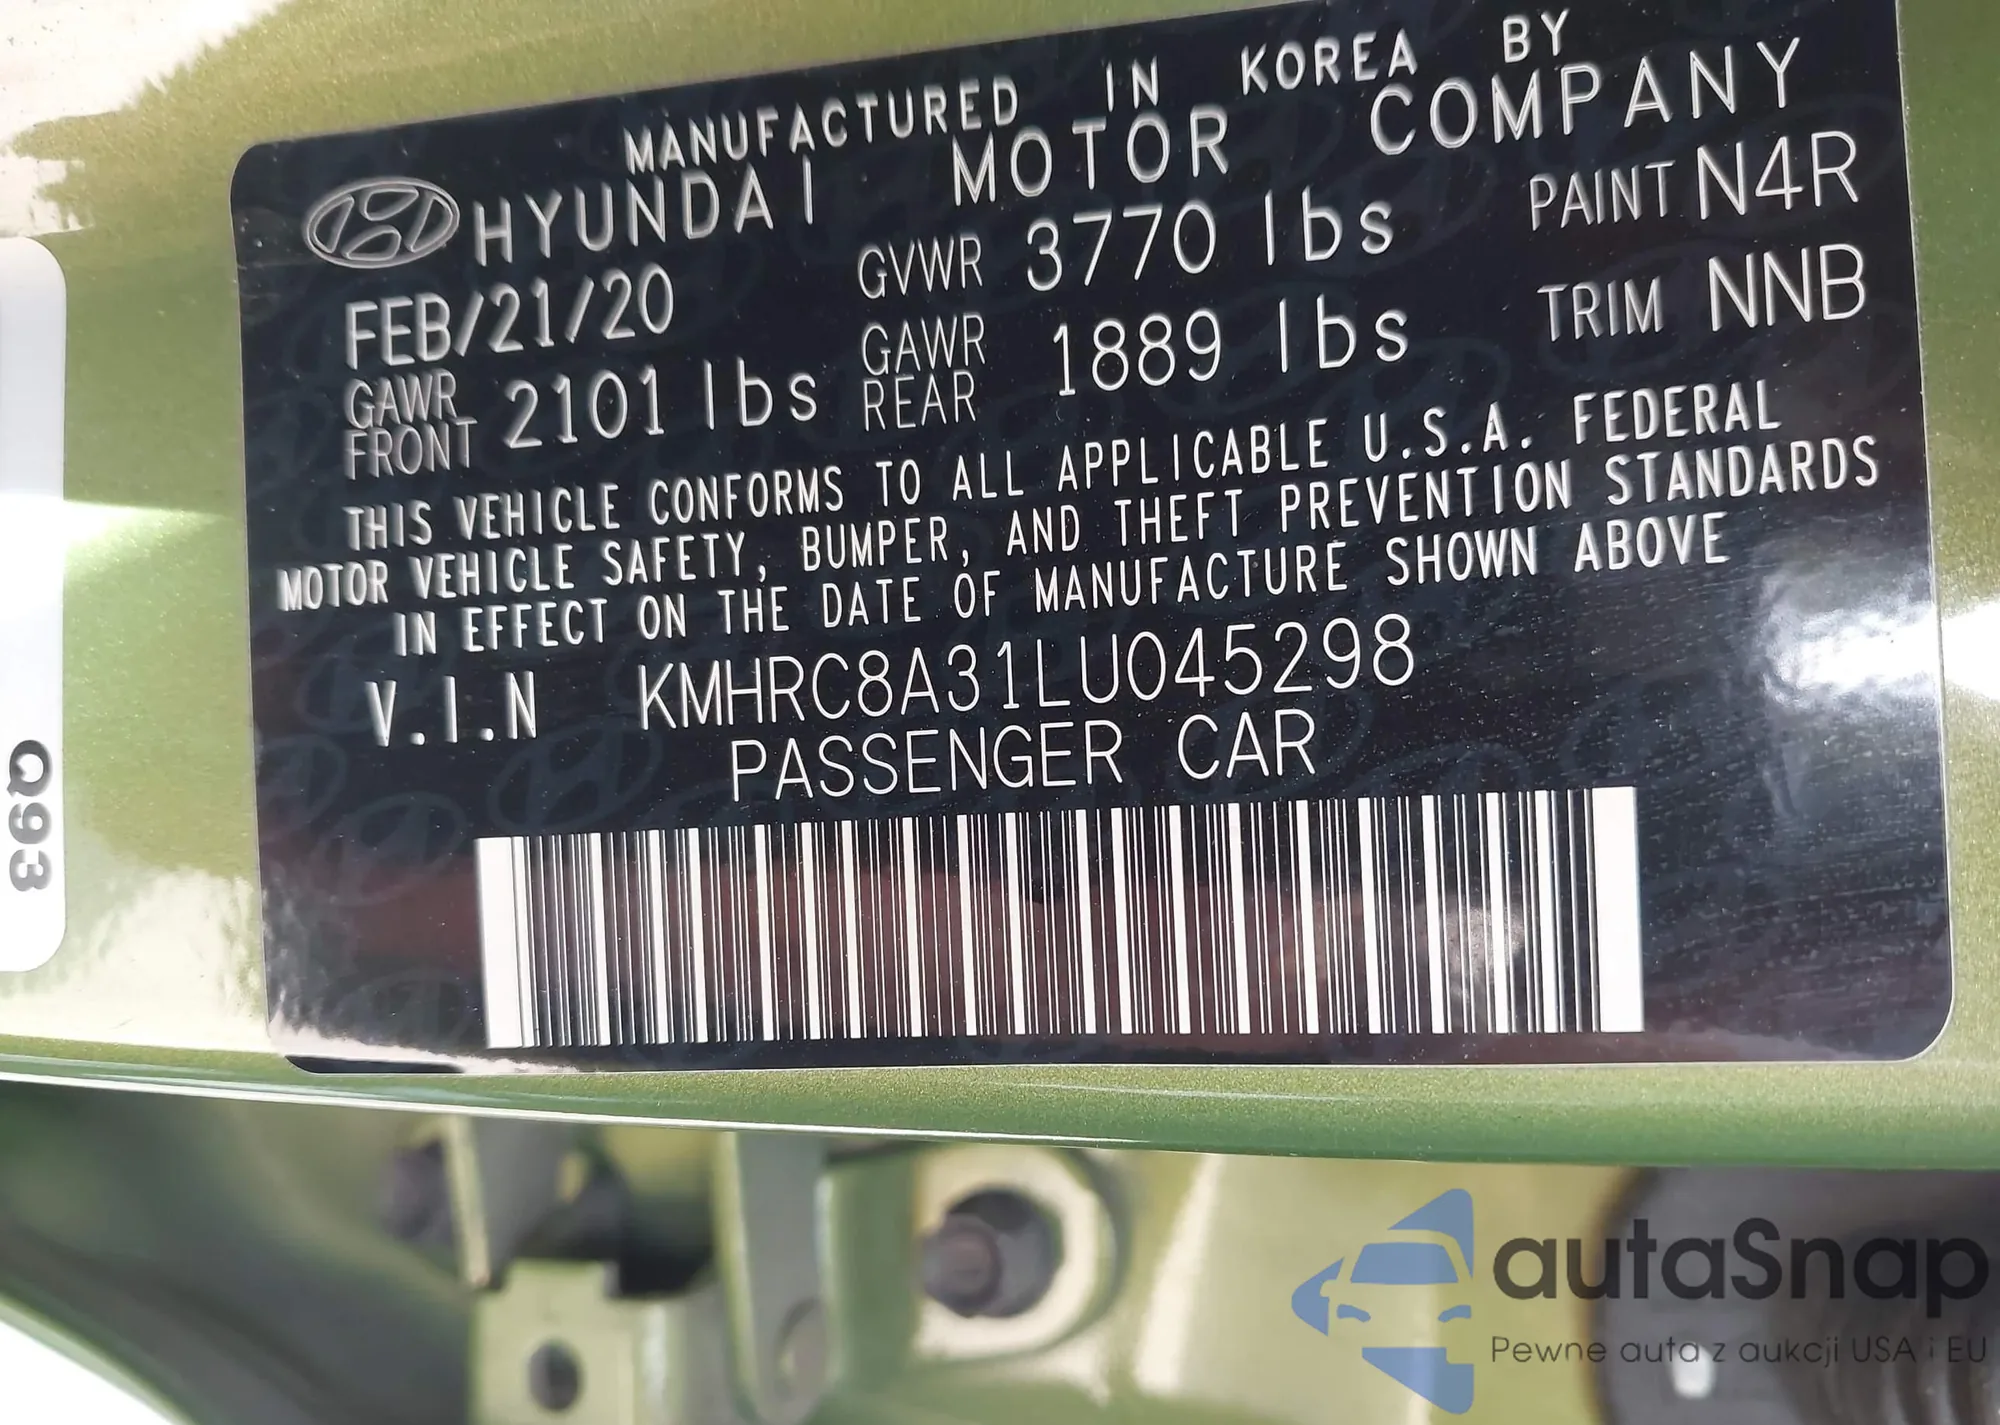 MANUFACTURED IN KOREA BY
HYUNDAI MOTOR COMPANY
FEB/21/20 GVWR 3770 lbs PAINT N4R
GAWR FRONT 2101 lbs GAWR REAR 1889 lbs TRIM NNB
THIS VEHICLE CONFORMS TO ALL APPLICABLE U.S.A. FEDERAL
MOTOR VEHICLE SAFETY, BUMPER, AND THEFT PREVENTION STANDARDS
IN EFFECT ON THE DATE OF MANUFACTURE SHOWN ABOVE
V.I.N KMHRC8A31LU045298
PASSENGER CAR
Q93
autaSnap
Pewne auta z aukcji USA i EU